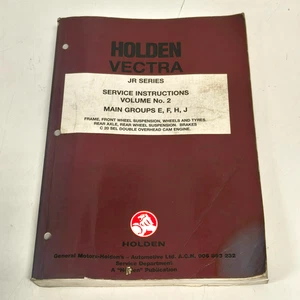 HOLDEN
VECTRA
JR SERIES
SERVICE INSTRUCTIONS
VOLUME No. 2
MAIN GROUPS E, F, H, J
FRAME, FRONT WHEEL SUSPENSION, WHEELS AND TYRES,
REAR AXLE, REAR WHEEL SUSPENSION, BRAKES
C 20 SEL DOUBLE OVERHEAD CAM ENGINE.
HOLDEN
General Motors-Holden's Automotive Ltd. A.C.N.
Service Department
A Publication